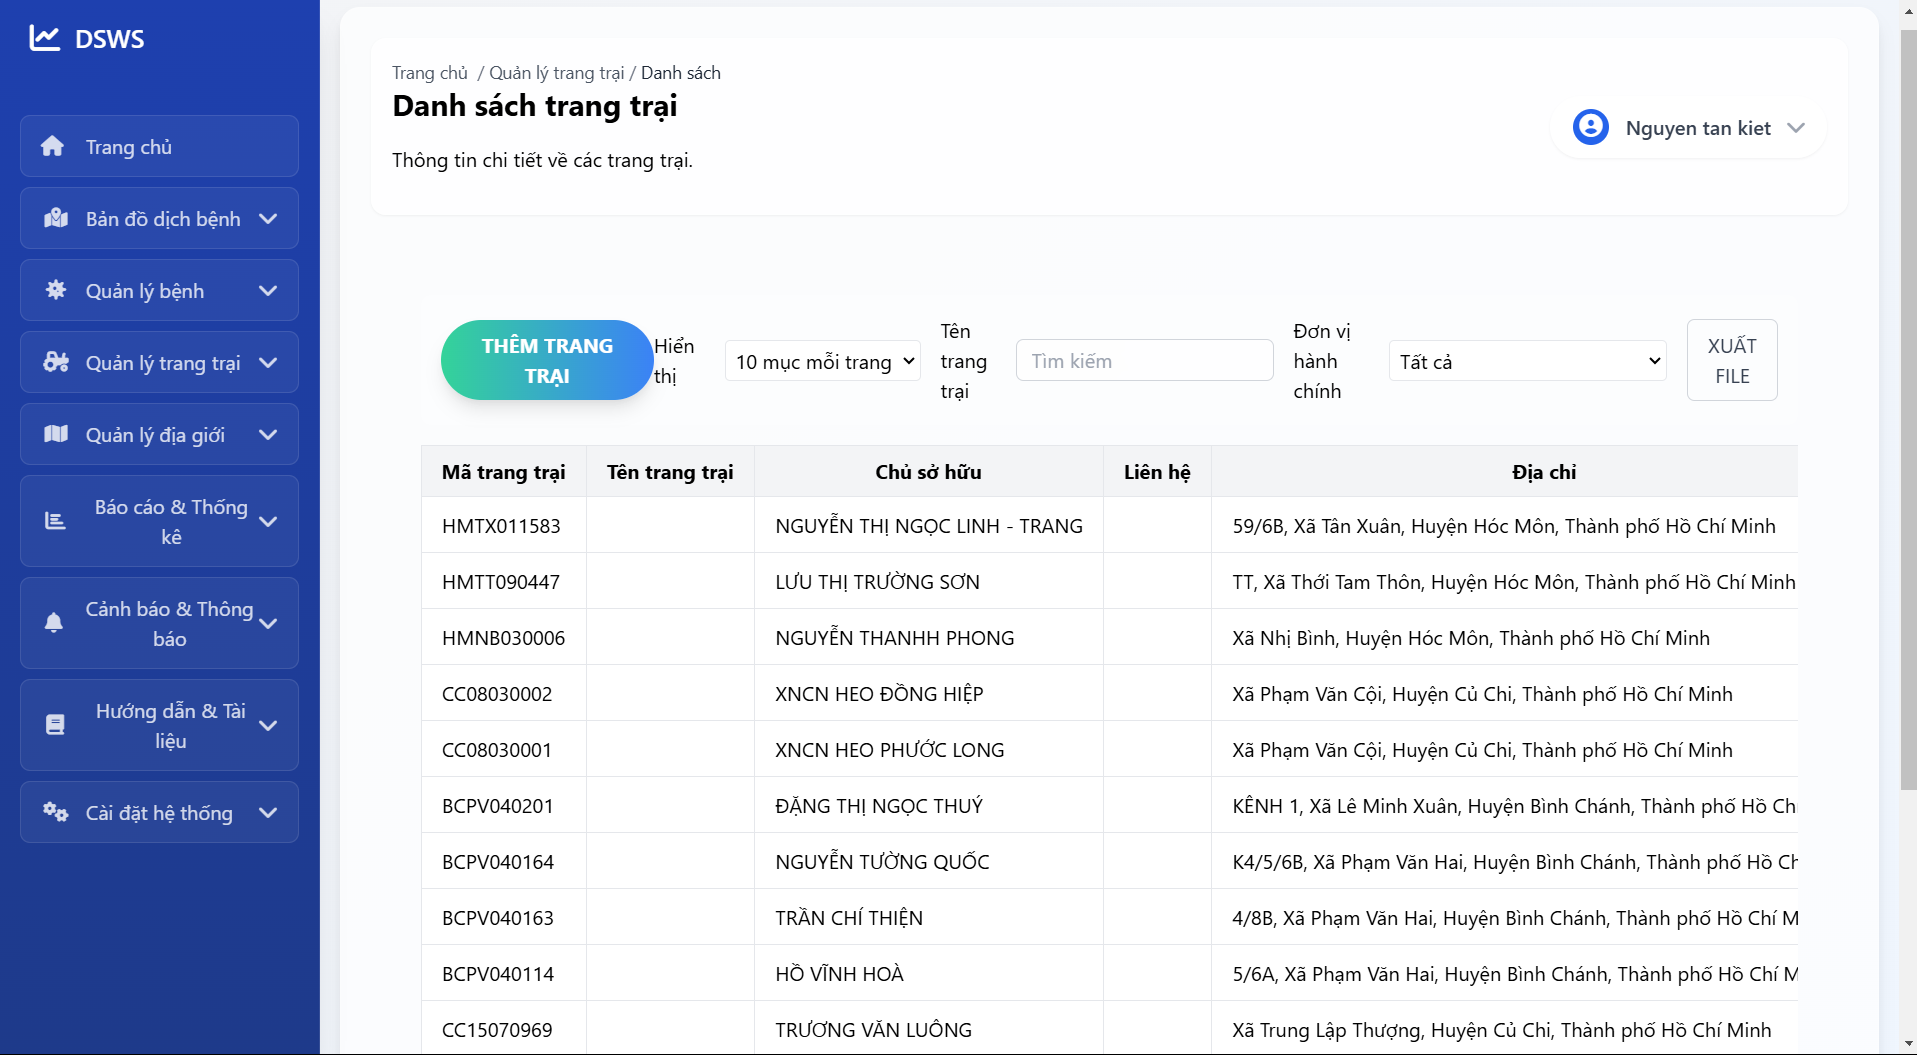 DSWS
Trang chủ
Bản đồ dịch bệnh
Quản lý bệnh
Quản lý trang trại
Quản lý địa giới
Báo cáo & Thống
kê
Cảnh báo & Thông
báo
Hướng dẫn & Tài
liệu
Cài đặt hệ thống
Trang chủ / Quản lý trang trại / Danh sách
Danh sách trang trại
Thông tin chi tiết về các trang trại.
Nguyen tan kiet
THÊM TRANG
TRẠI
Hiển
thị
10 mục mỗi trang
Tên
trang
trại
Tìm kiếm
Đơn vị
hành
chính
Tất cả
XUẤT
FILE
Mã trang trại Tên trang trại Chủ sở hữu Liên hệ Địa chỉ
HMTX011583 NGUYỄN THỊ NGỌC LINH - TRANG 59/6B, Xã Tân Xuân, Huyện Hóc Môn, Thành phố Hồ Chí Minh
HMTT090447 LƯU THỊ TRƯỜNG SƠN TT, Xã Thới Tam Thôn, Huyện Hóc Môn, Thành phố Hồ Chí Minh
HMNB030006 NGUYỄN THANHH PHONG Xã Nhị Bình, Huyện Hóc Môn, Thành phố Hồ Chí Minh
CC08030002 XNCN HEO ĐỒNG HIỆP Xã Phạm Văn Cội, Huyện Củ Chi, Thành phố Hồ Chí Minh
CC08030001 XNCN HEO PHƯỚC LONG Xã Phạm Văn Cội, Huyện Củ Chi, Thành phố Hồ Chí Minh
BCPV040201 ĐẶNG THỊ NGỌC THUÝ KÊNH 1, Xã Lê Minh Xuân, Huyện Bình Chánh, Thành phố Hồ Ch
BCPV040164 NGUYỄN TƯỜNG QUỐC K4/5/6B, Xã Phạm Văn Hai, Huyện Bình Chánh, Thành phố Hồ Ch
BCPV040163 TRẦN CHÍ THIỆN 4/8B, Xã Phạm Văn Hai, Huyện Bình Chánh, Thành phố Hồ Chí M
BCPV040114 HỒ VĨNH HOÀ 5/6A, Xã Phạm Văn Hai, Huyện Bình Chánh, Thành phố Hồ Chí M
CC15070969 TRƯƠNG VĂN LUÔNG Xã Trung Lập Thượng, Huyện Củ Chi, Thành phố Hồ Chí Minh